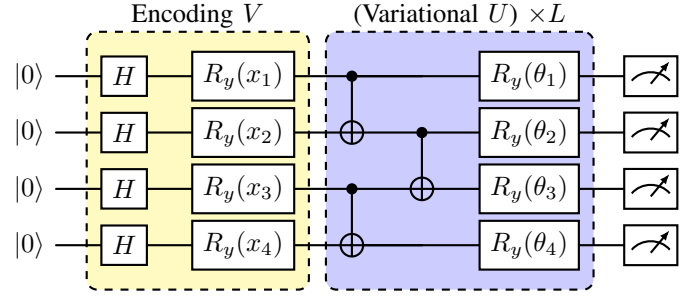 Encoding V (Variational U) ×L
|0⟩ H R_y(x_1) R_y(θ_1)
|0⟩ H R_y(x_2) R_y(θ_2)
|0⟩ H R_y(x_3) R_y(θ_3)
|0⟩ H R_y(x_4) R_y(θ_4)